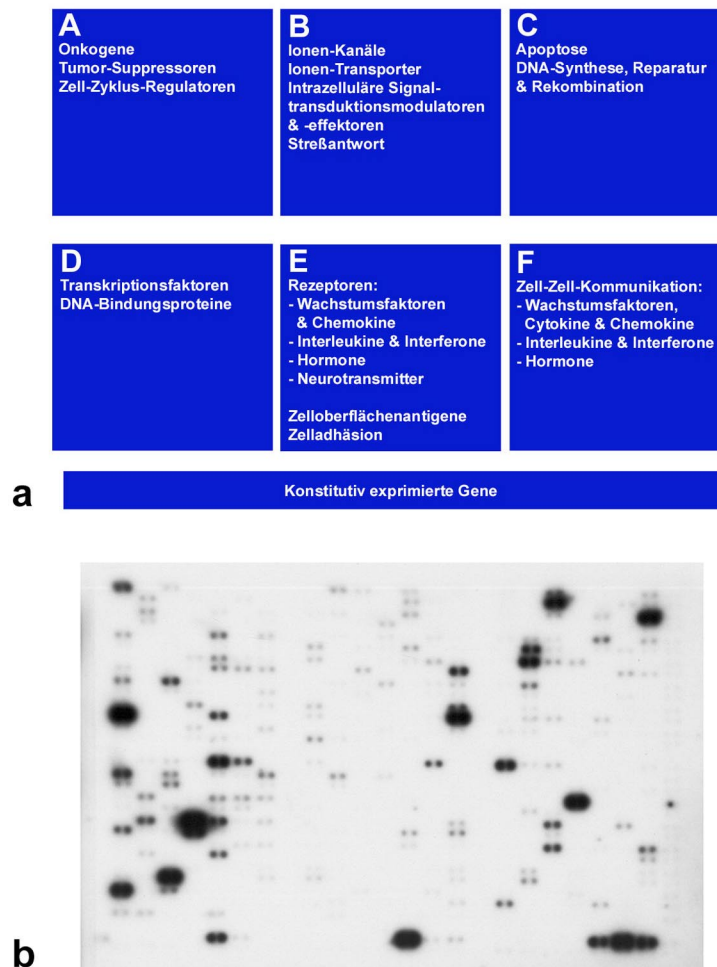 A
Onkogene
Tumor-Suppressoren
Zell-Zyklus-Regulatoren
B
Ionen-Kanäle
Ionen-Transporter
Intrazelluläre Signal-
transduktionsmodulatoren
& -effektoren
Streßantwort
C
Apoptose
DNA-Synthese, Reparatur
& Rekombination
D
Transkriptionsfaktoren
DNA-Bindungsproteine
E
Rezeptoren:
- Wachstumsfaktoren
& Chemokine
- Interleukine & Interferone
- Hormone
- Neurotransmitter
Zelloberflächenantigene
Zelladhäsion
F
Zell-Zell-Kommunikation:
- Wachstumsfaktoren,
Cytokine & Chemokine
- Interleukine & Interferone
- Hormone
a
Konstitutiv exprimierte Gene
b